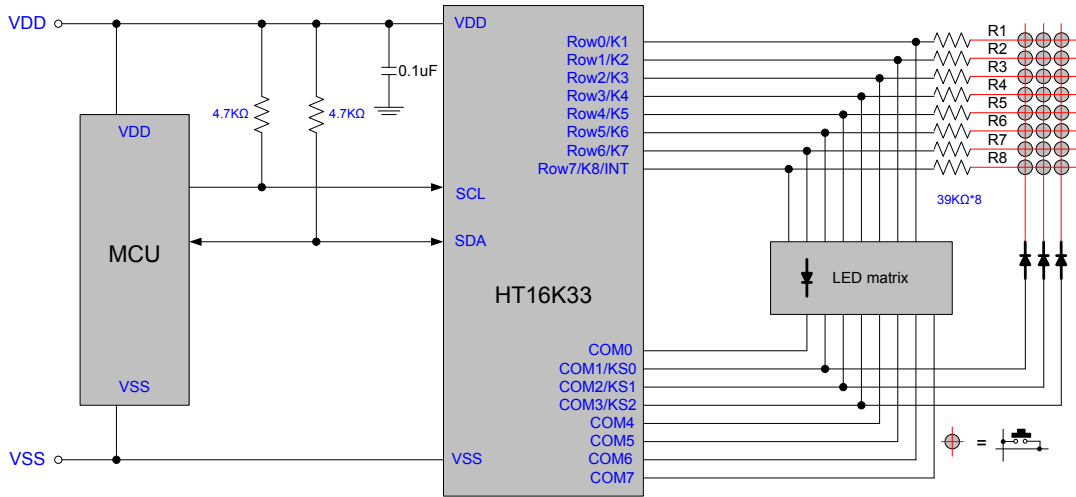 VDD
VDD
0.1uF
4.7KΩ
4.7KΩ
VDD
MCU
VSS
VSS
SCL
SDA
HT16K33
VSS
Row0/K1
Row1/K2
Row2/K3
Row3/K4
Row4/K5
Row5/K6
Row6/K7
Row7/K8/INT
COM0
COM1/KS0
COM2/KS1
COM3/KS2
COM4
COM5
COM6
COM7
R1
R2
R3
R4
R5
R6
R7
R8
39KΩ*8
LED matrix
=